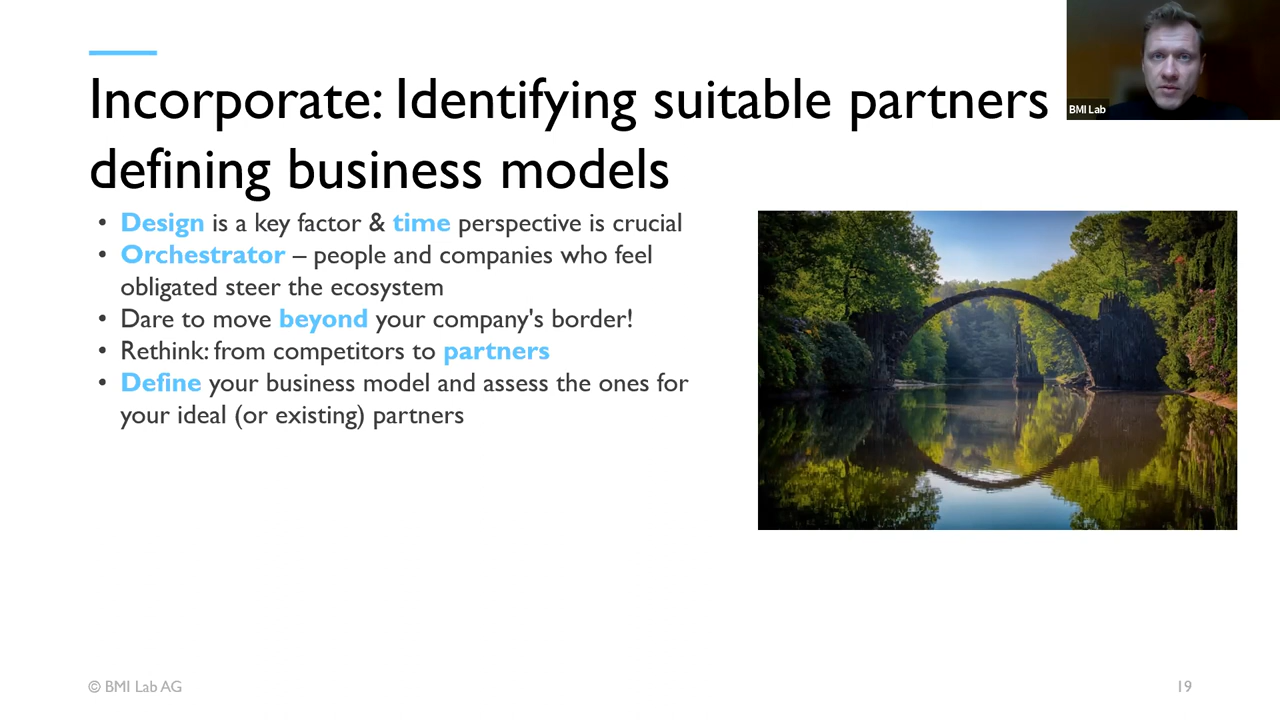 Incorporate: Identifying suitable partners
defining business models
BMI Lab
• Design is a key factor & time perspective is crucial
• Orchestrator – people and companies who feel
obligated steer the ecosystem
• Dare to move beyond your company's border!
• Rethink: from competitors to partners
• Define your business model and assess the ones for
your ideal (or existing) partners
© BMI Lab AG
19